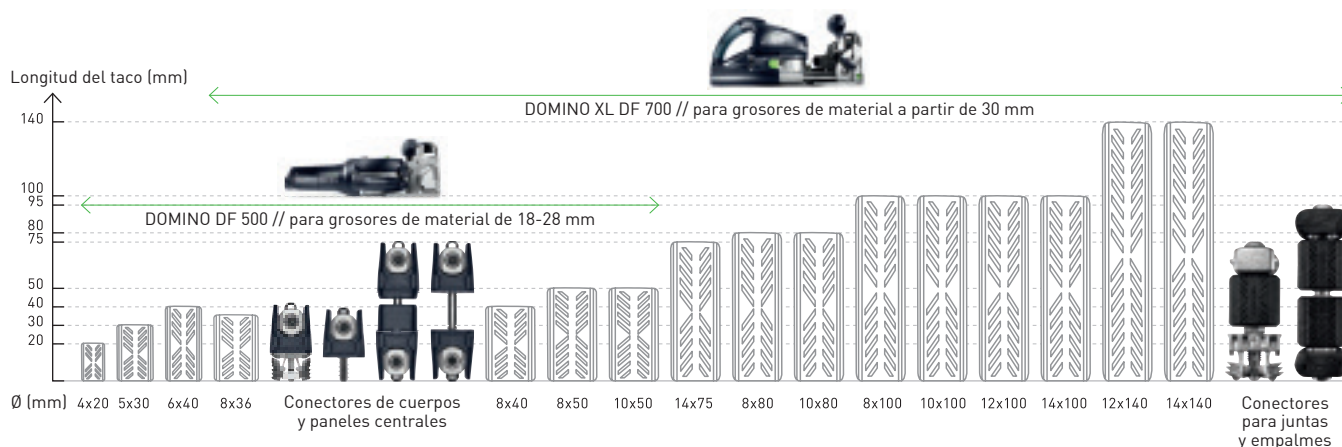 Longitud del taco (mm)
DOMINO XL DF 700 // para grosores de material a partir de 30 mm
140
100
95
DOMINO DF 500 // para grosores de material de 18-28 mm
80
75
50
40
30
20
Ø (mm) 4x20 5x30 6x40 8x36 Conectores de cuerpos 8x40 8x50 10x50 14x75 8x80 10x80 8x100 10x100 12x100 14x100 12x140 14x140 Conectores
y paneles centrales para juntas
y empalmes